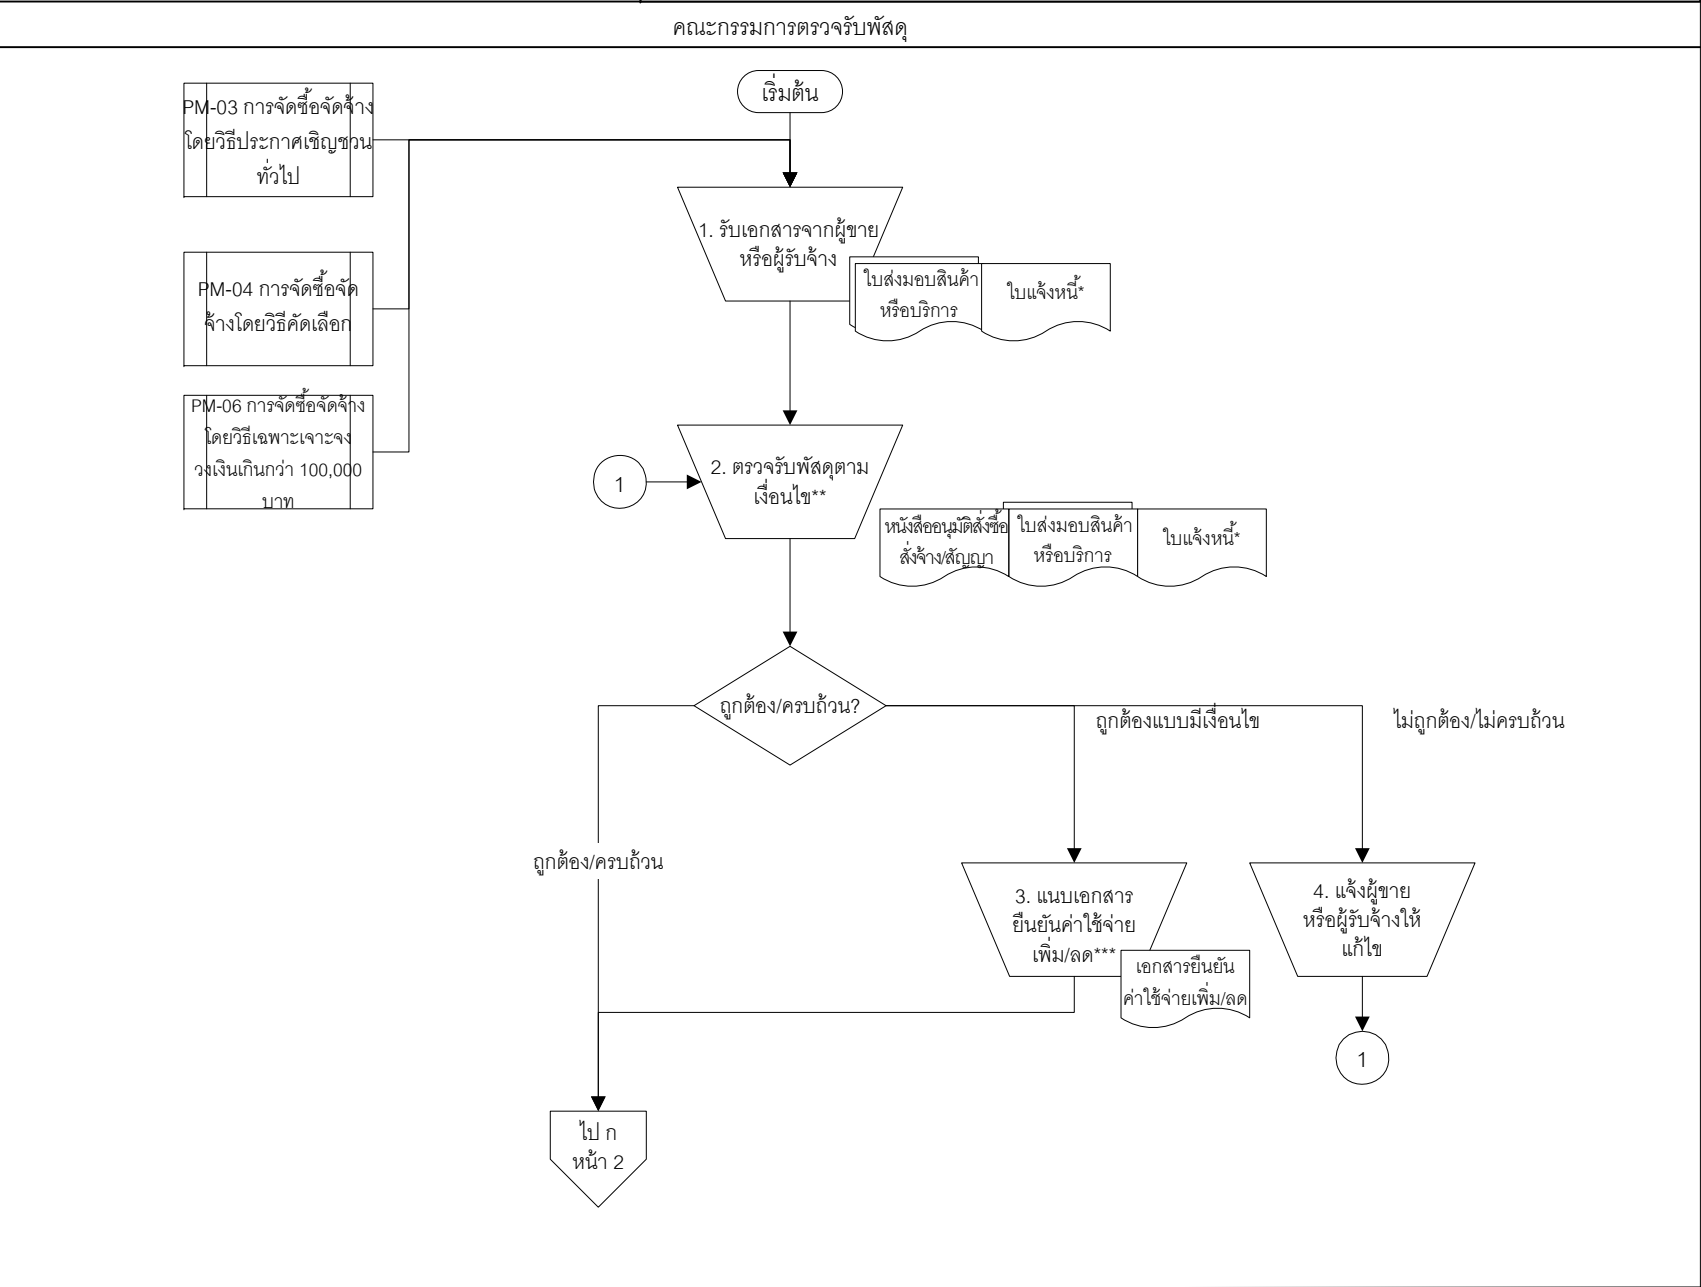 คณะกรรมการตรวจรับพัสดุ
เริ่มต้น
PM-03 การจัดซื้อจัดจ้าง
โดยวิธีประกาศเชิญชวน
ทั่วไป
1. รับเอกสารจากผู้ขาย
หรือผู้รับจ้าง
ใบส่งมอบสินค้า
หรือบริการ
ใบแจ้งหนี้*
PM-04 การจัดซื้อจัด
จ้างโดยวิธีคัดเลือก
PM-06 การจัดซื้อจัดจ้าง
โดยวิธีเฉพาะเจาะจง
วงเงินเกินกว่า 100,000
บาท
1
2. ตรวจรับพัสดุตาม
เงื่อนไข**
หนังสืออนุมัติสั่งซื้อ
สั่งจ้าง/สัญญา
ใบส่งมอบสินค้า
หรือบริการ
ใบแจ้งหนี้*
ถูกต้อง/ครบถ้วน?
ถูกต้องแบบมีเงื่อนไข
ไม่ถูกต้อง/ไม่ครบถ้วน
ถูกต้อง/ครบถ้วน
3. แนบเอกสาร
ยืนยันค่าใช้จ่าย
เพิ่ม/ลด***
เอกสารยืนยัน
ค่าใช้จ่ายเพิ่ม/ลด
4. แจ้งผู้ขาย
หรือผู้รับจ้างให้
แก้ไข
1
ไป ก
หน้า 2